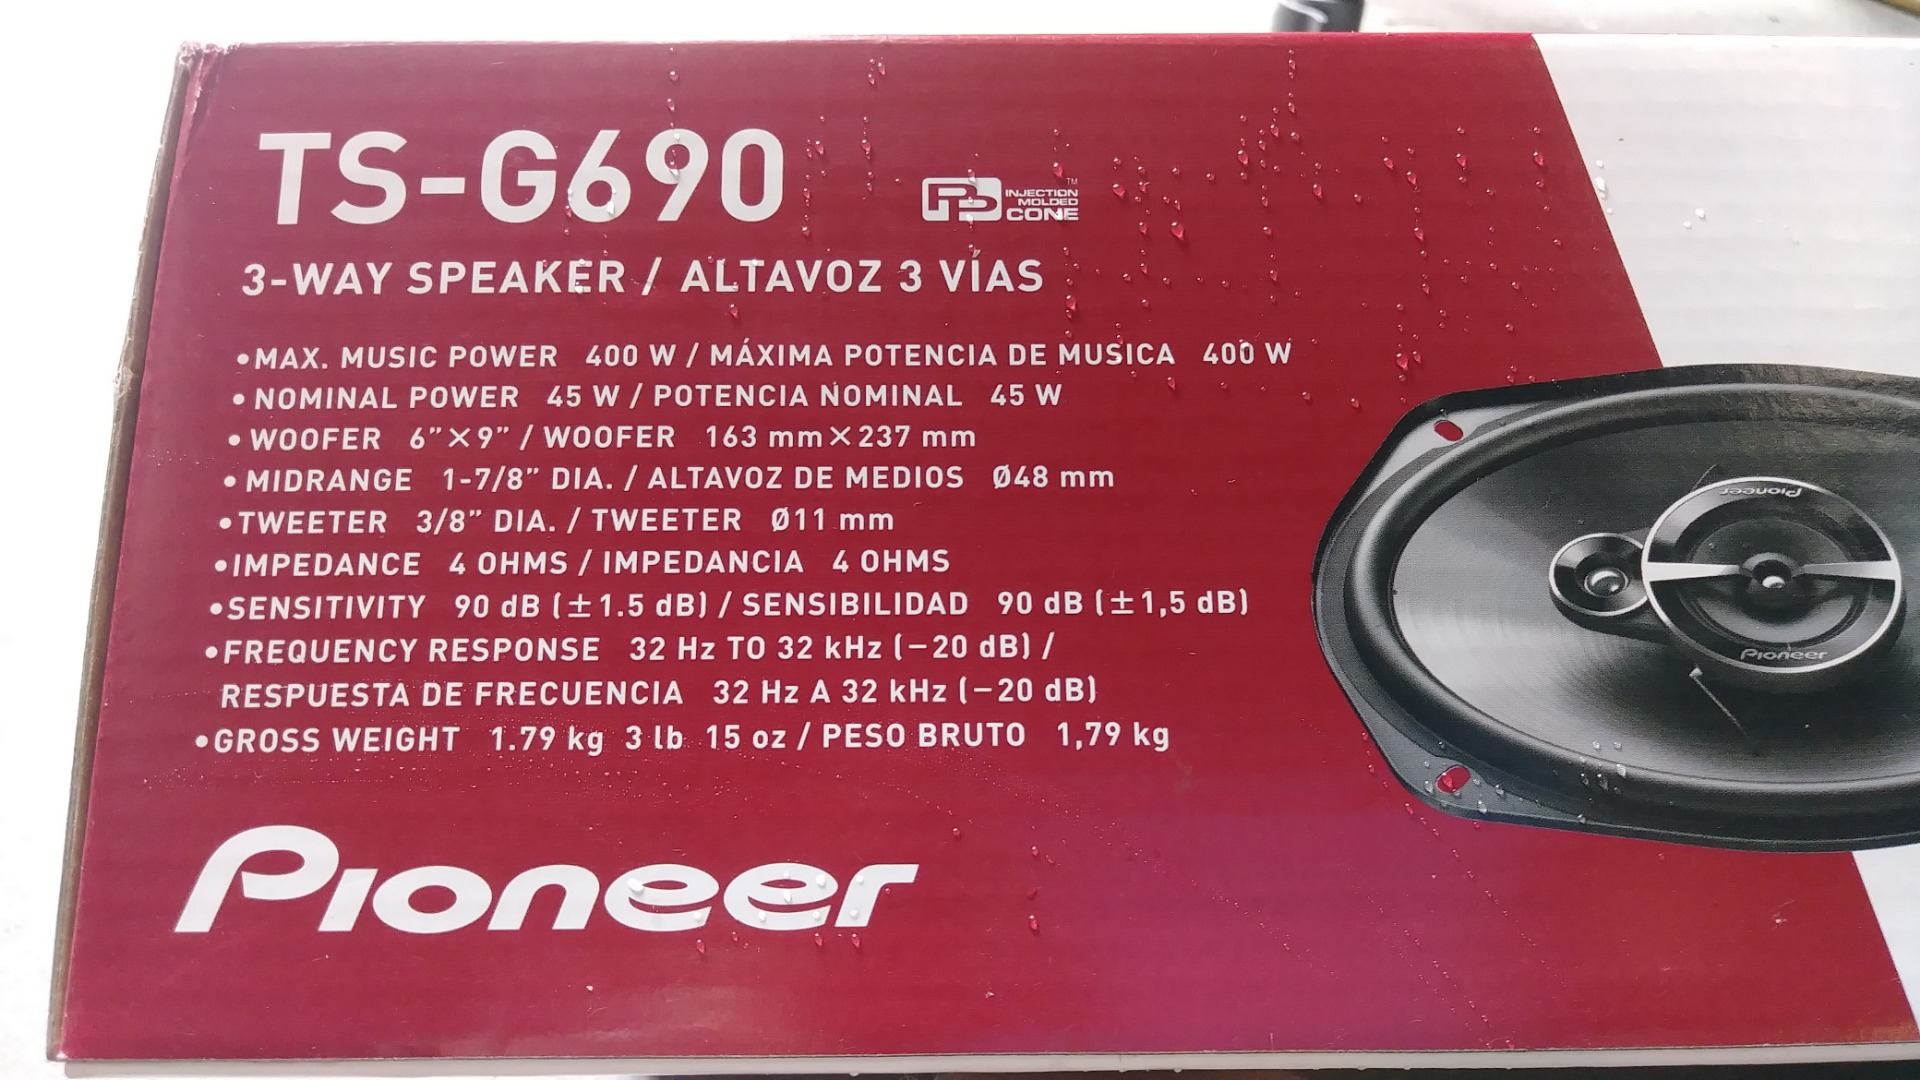 TS-G690
INJECTION
MOLDED
CONE
TM
3-WAY SPEAKER / ALTAVOZ 3 VÍAS
•MAX. MUSIC POWER 400 W / MÁXIMA POTENCIA DE MUSICA 400 W
•NOMINAL POWER 45 W / POTENCIA NOMINAL 45 W
•WOOFER 6”×9” / WOOFER 163 mm×237 mm
•MIDRANGE 1-7/8” DIA. / ALTAVOZ DE MEDIOS Ø48 mm
•TWEETER 3/8” DIA. / TWEETER Ø11 mm
•IMPEDANCE 4 OHMS / IMPEDANCIA 4 OHMS
•SENSITIVITY 90 dB (±1.5 dB) / SENSIBILIDAD 90 dB (±1,5 dB)
•FREQUENCY RESPONSE 32 Hz TO 32 kHz (−20 dB) /
RESPUESTA DE FRECUENCIA 32 Hz A 32 kHz (−20 dB)
•GROSS WEIGHT 1.79 kg 3 lb 15 oz / PESO BRUTO 1,79 kg
Pioneer
Pioneer
Pioneer